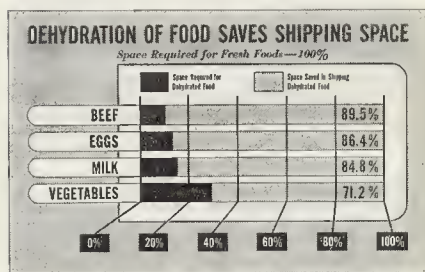 DEHYDRATION OF FOOD SAVES SHIPPING SPACE
Space Required for Fresh Foods—100%
Space Required for Dehydrated Food
Space Saved in Shipping Dehydrated Food
BEEF 89.5%
EGGS 86.4%
MILK 84.8%
VEGETABLES 71.2%
0% 20% 40% 60% 80% 100%